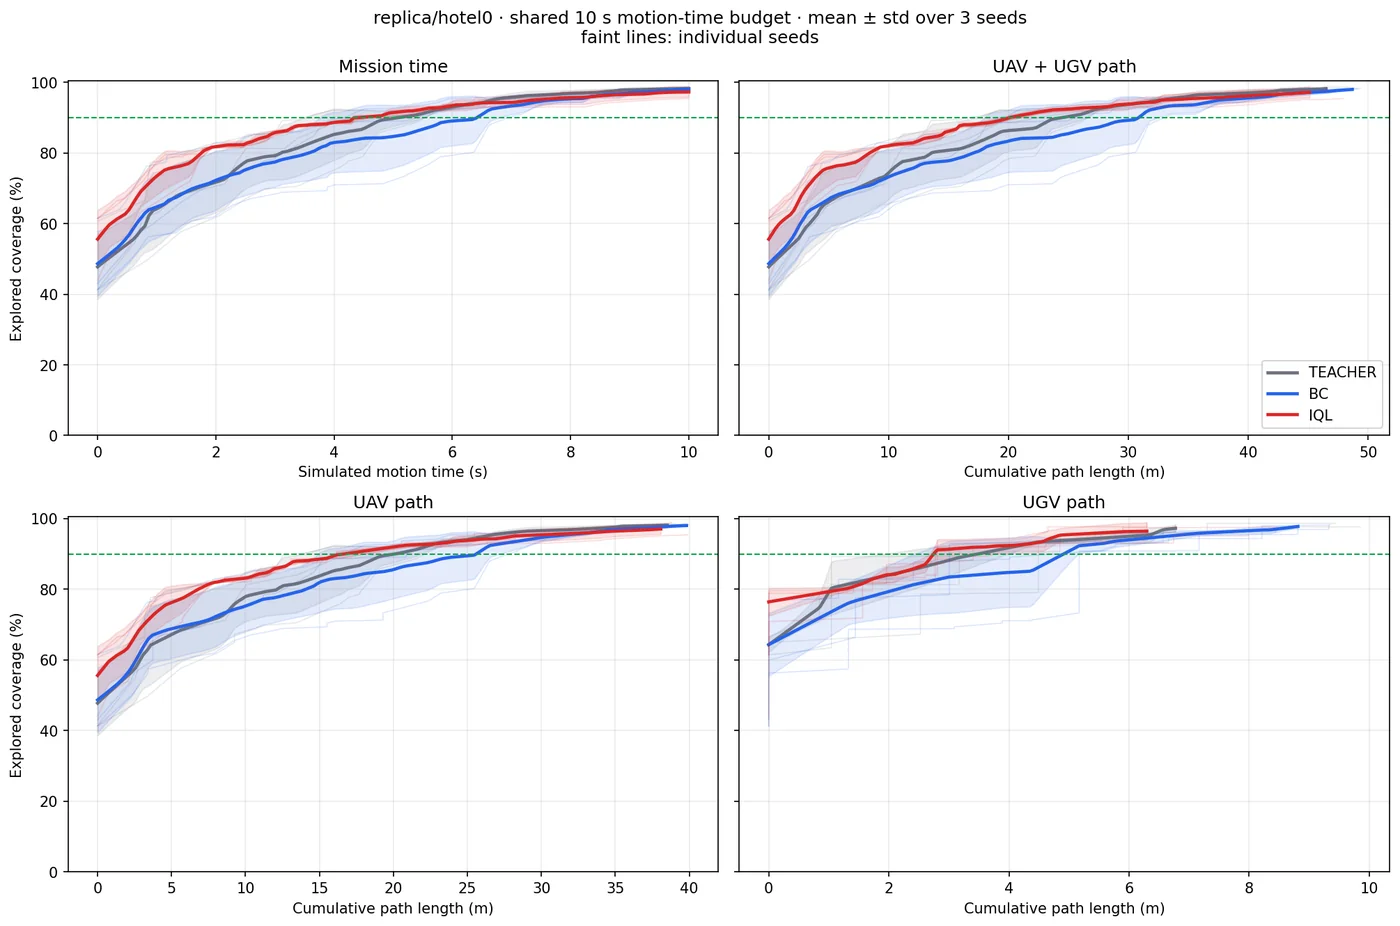 replica/hotel0 · shared 10 s motion-time budget · mean ± std over 3 seeds
faint lines: individual seeds
Mission time
100
80
60
40
20
0
Explored coverage (%)
0 2 4 6 8 10
Simulated motion time (s)
UAV + UGV path
TEACHER
BC
IQL
0 10 20 30 40 50
Cumulative path length (m)
UAV path
100
80
60
40
20
0
Explored coverage (%)
0 5 10 15 20 25 30 35 40
Cumulative path length (m)
UGV path
0 2 4 6 8 10
Cumulative path length (m)